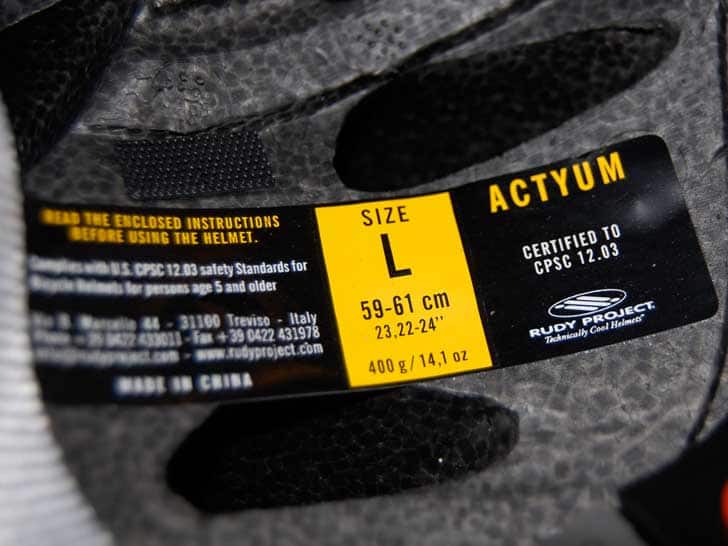 READ THE ENCLOSED INSTRUCTIONS
BEFORE USING THE HELMET.
Complies with U.S. CPSC 12.03 safety Standards for
Bicycle Helmets for persons age 5 and older
44 - 31100 Treviso - Italy
- Fax +39 0422 431978
- www.rudyproject.com
MADE IN CHINA
SIZE
L
59-61 cm
23,22-24"
400 g / 14,1 oz
ACTYUM
CERTIFIED TO
CPSC 12.03
RUDY PROJECT
Technically Cool Helmets"